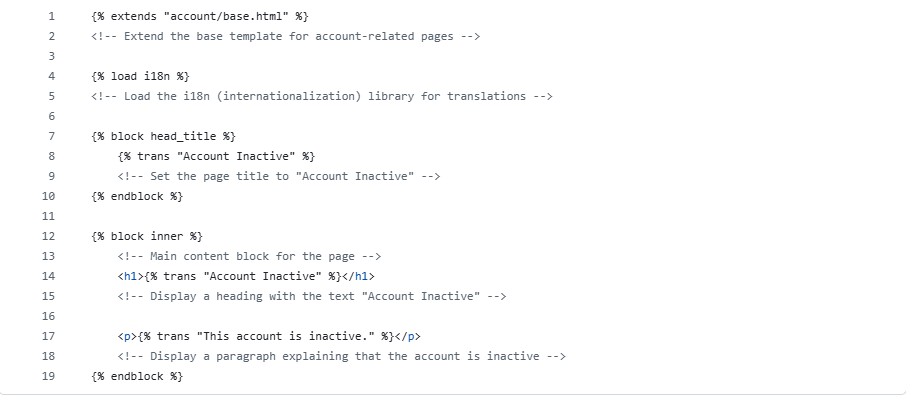 1 {% extends "account/base.html" %}
2 <!-- Extend the base template for account-related pages -->
3
4 {% load i18n %}
5 <!-- Load the i18n (internationalization) library for translations -->
6
7 {% block head_title %}
8     {% trans "Account Inactive" %}
9     <!-- Set the page title to "Account Inactive" -->
10 {% endblock %}
11
12 {% block inner %}
13     <!-- Main content block for the page -->
14     <h1>{% trans "Account Inactive" %}</h1>
15     <!-- Display a heading with the text "Account Inactive" -->
16
17     <p>{% trans "This account is inactive." %}</p>
18     <!-- Display a paragraph explaining that the account is inactive -->
19 {% endblock %}